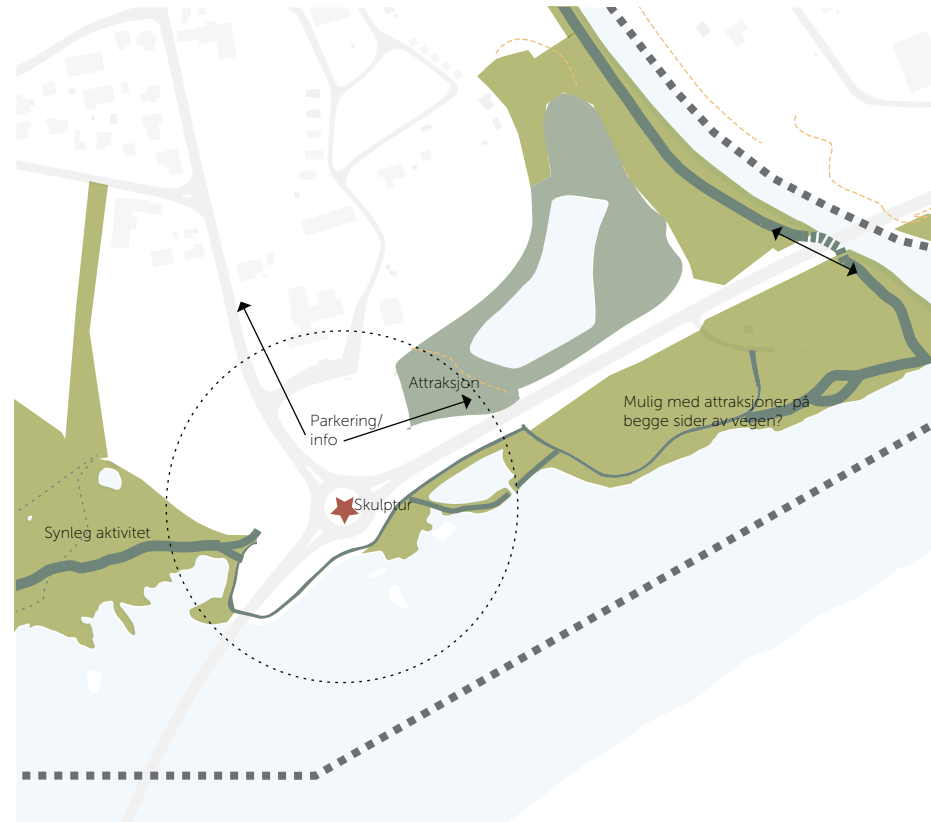 Attraksjon
Mulig med attraksjoner på
begge sider av vegen?
Parkering/
info
Skulptur
Synleg aktivitet